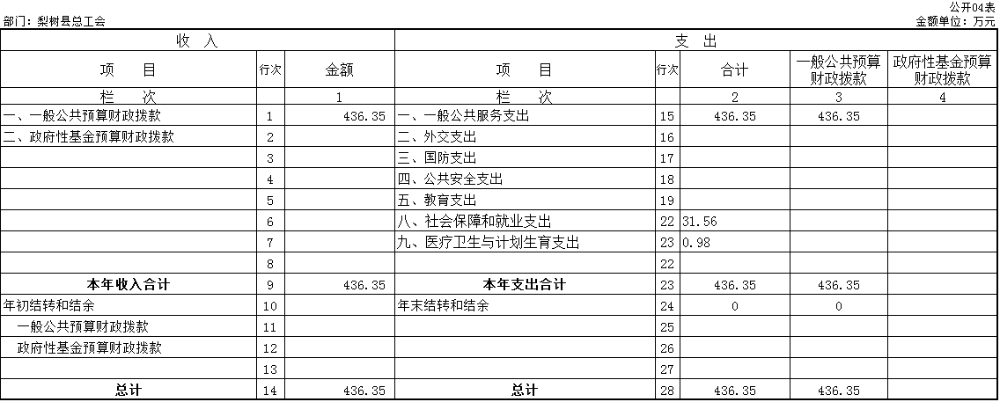 公开04表
部门：梨树县总工会 金额单位：万元
收 入 支 出
项 目 行次 金额 项 目 行次 合计 一般公共预算财政拨款 政府性基金预算财政拨款
栏 次 1 栏 次 2 3 4
一、一般公共预算财政拨款 1 436.35 一、一般公共服务支出 15 436.35 436.35
二、政府性基金预算财政拨款 2 二、外交支出 16
3 三、国防支出 17
4 四、公共安全支出 18
5 五、教育支出 19
6 八、社会保障和就业支出 22 31.56
7 九、医疗卫生与计划生育支出 23 0.98
8 22
本年收入合计 9 436.35 本年支出合计 23 436.35 436.35
年初结转和结余 10 年末结转和结余 24 0 0
一般公共预算财政拨款 11 25
政府性基金预算财政拨款 12 26
13 27
总计 14 436.35 总计 28 436.35 436.35